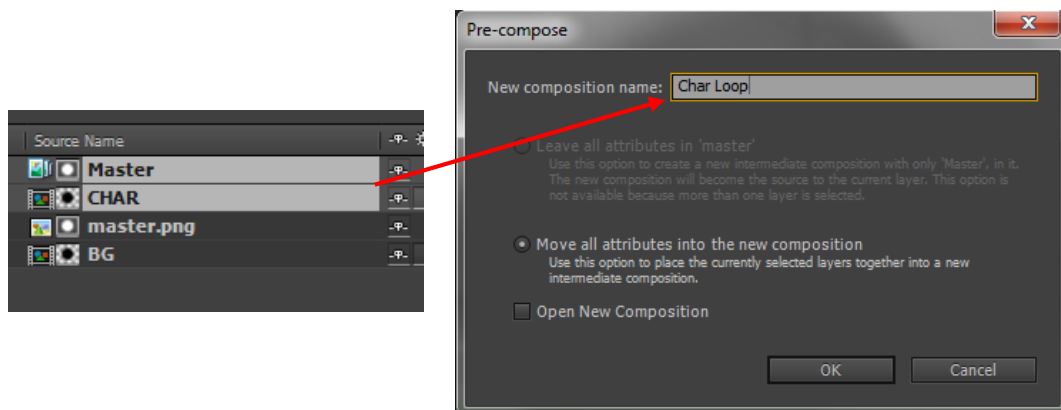 Source Name
Master
CHAR
master.png
BG
Pre-compose
New composition name: Char Loop
Leave all attributes in 'master'
Use this option to create a new intermediate composition with only 'Master', in it.
The new composition will become the source to the current layer. This option is
not available because more than one layer is selected.
Move all attributes into the new composition
Use this option to place the currently selected layers together into a new
intermediate composition.
Open New Composition
OK
Cancel